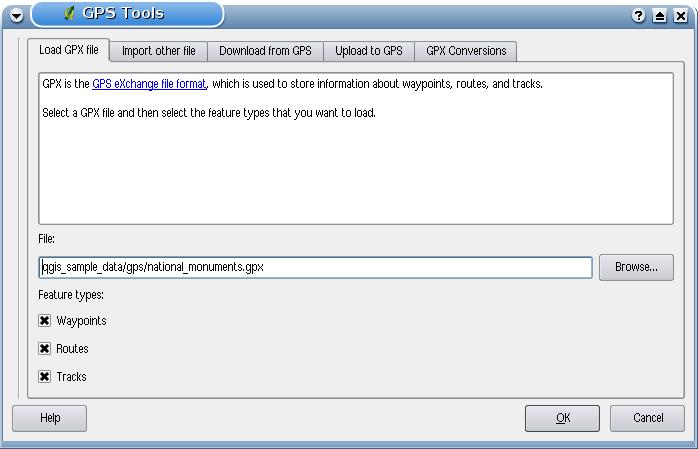 GPS Tools
Load GPX file
Import other file
Download from GPS
Upload to GPS
GPX Conversions
GPX is the GPS eXchange file format, which is used to store information about waypoints, routes, and tracks.
Select a GPX file and then select the feature types that you want to load.
File:
qgis_sample_data/gps/national_monuments.gpx
Browse...
Feature types:
Waypoints
Routes
Tracks
Help
OK
Cancel